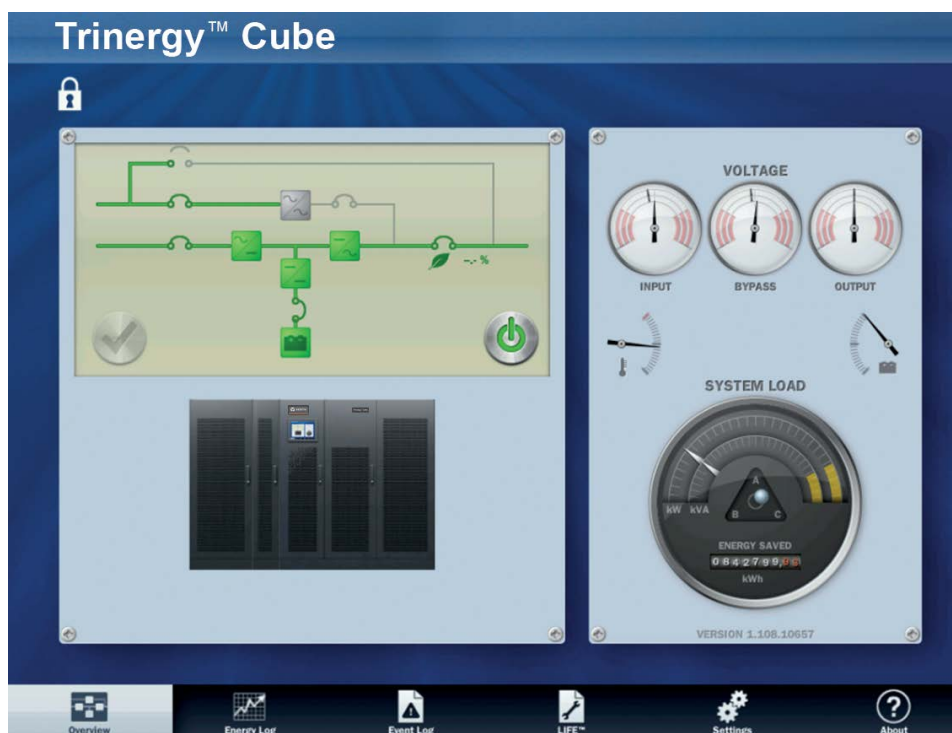 Trinergy™ Cube
-.- %
VOLTAGE
INPUT
BYPASS
OUTPUT
SYSTEM LOAD
kW
kVA
A
B
C
ENERGY SAVED
kWh
VERSION 1.108.10657
Overview
Energy Log
Event Log
LIFE™
Settings
About